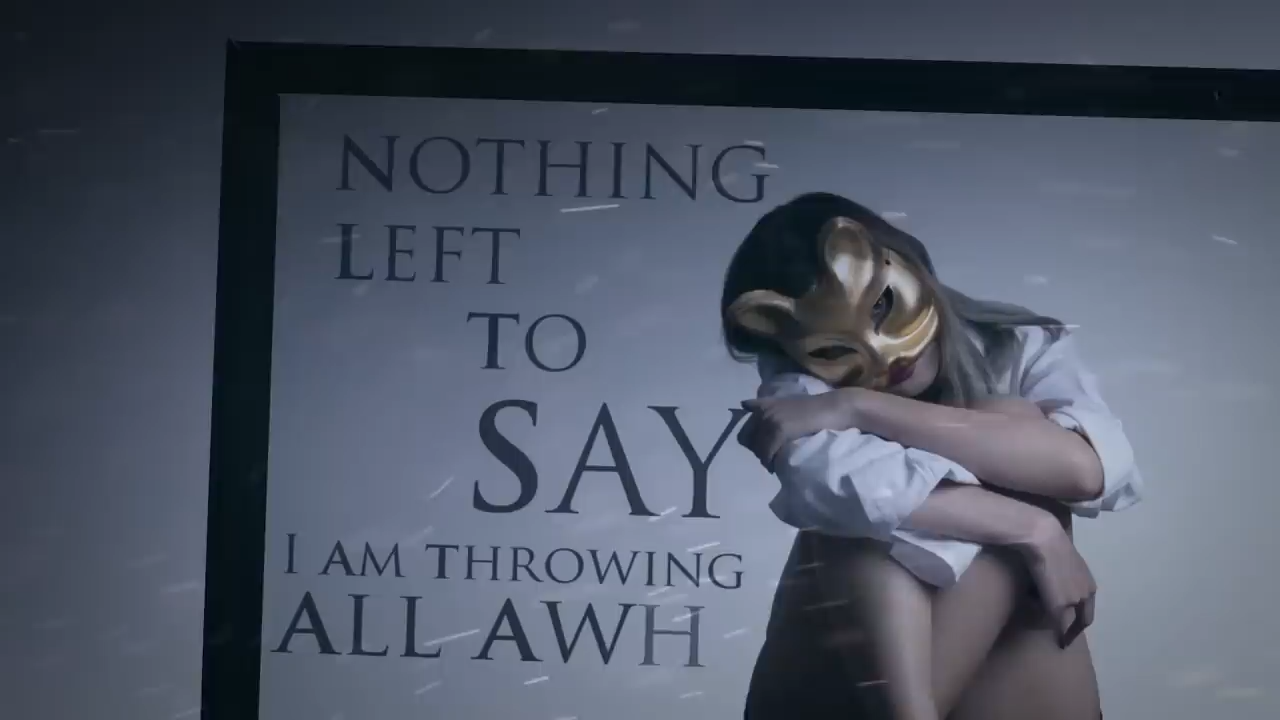 NOTHING
LEFT
TO
SAY
I AM THROWING
ALL AWH